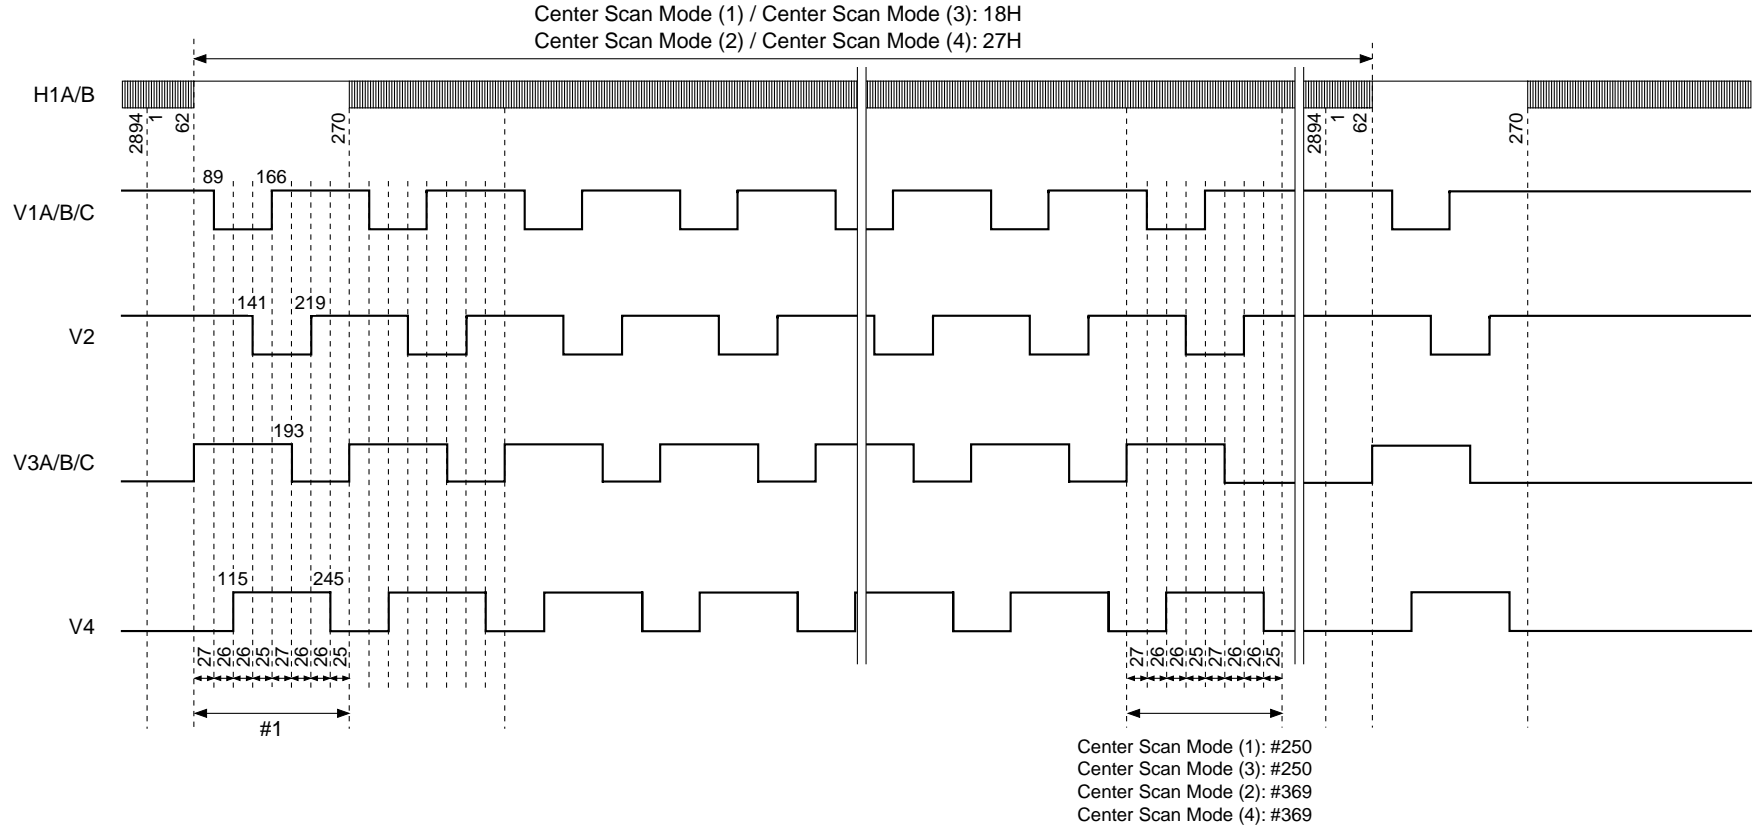 Center Scan Mode (1) / Center Scan Mode (3): 18H
Center Scan Mode (2) / Center Scan Mode (4): 27H
H1A/B
2894
1
62
270
2894
1
62
270
89
166
V1A/B/C
141
219
V2
193
V3A/B/C
115
245
V4
27
26
26
25
27
26
26
25
27
26
26
25
27
26
26
25
#1
Center Scan Mode (1): #250
Center Scan Mode (3): #250
Center Scan Mode (2): #369
Center Scan Mode (4): #369